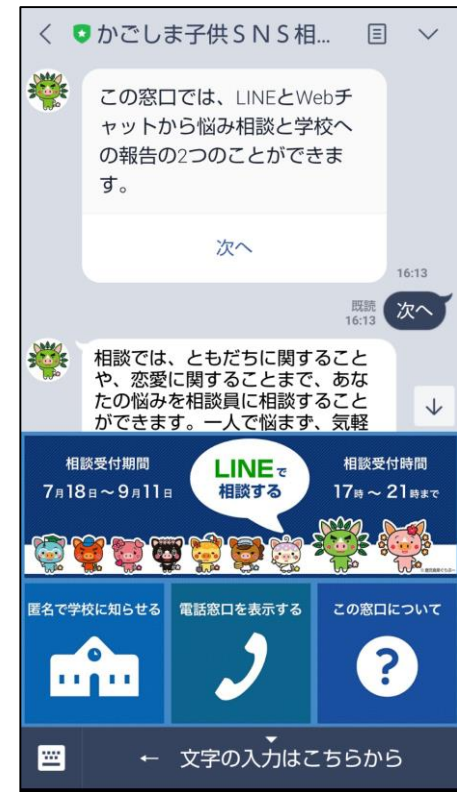 かごしま子供ＳＮＳ相...
この窓口では、LINEとWebチ
ャットから悩み相談と学校へ
の報告の2つのことができま
す。
次へ
16:13
既読
16:13
次へ
相談では、ともだちに関すること
や、恋愛に関することまで、あな
たの悩みを相談員に相談すること
ができます。一人で悩まず、気軽
相談受付期間
7月18日～9月11日
LINEで
相談する
相談受付時間
17時～21時まで
匿名で学校に知らせる
電話窓口を表示する
この窓口について
?
← 文字の入力はこちらから